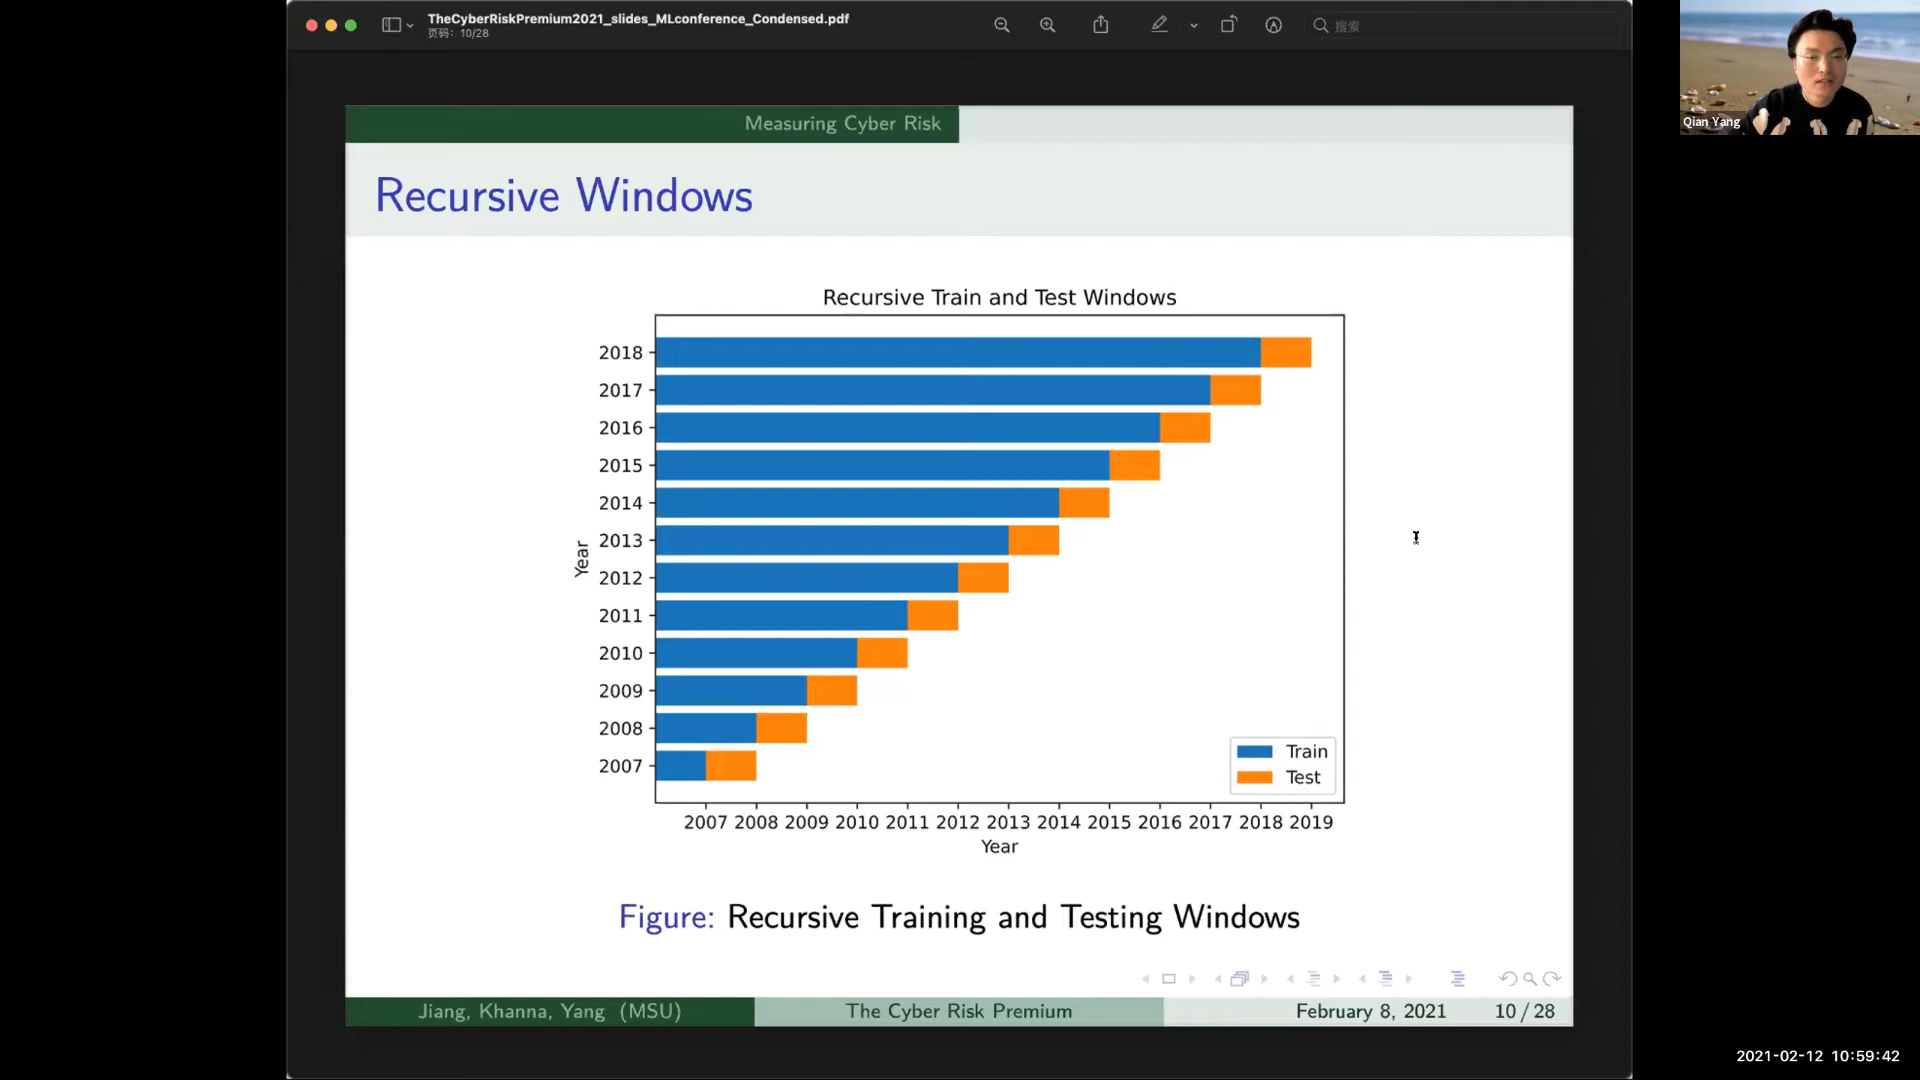 TheCyberRiskPremium2021_slides_MLconference_Condensed.pdf
页码：10/28
搜索
Qian Yang
Measuring Cyber Risk
Recursive Windows
Recursive Train and Test Windows
2018
2017
2016
2015
2014
2013
2012
2011
2010
2009
2008
2007
Year
Train
Test
2007 2008 2009 2010 2011 2012 2013 2014 2015 2016 2017 2018 2019
Year
Figure: Recursive Training and Testing Windows
Jiang, Khanna, Yang (MSU) The Cyber Risk Premium February 8, 2021 10 / 28
2021-02-12 10:59:42